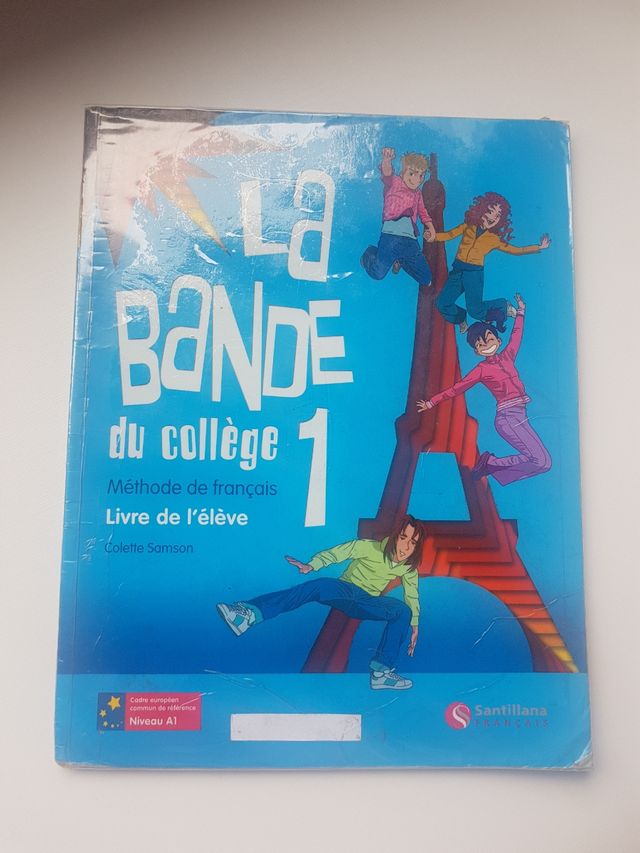 La
BaNDE
du collège 1
Méthode de français
Livre de l'élève
Colette Samson
Cadre européen
commun de référence
Niveau A1
Santillana
FRANÇAIS